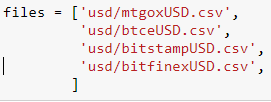 files = ['usd/mtgoxUSD.csv',
'usd/btceUSD.csv',
'usd/bitstampUSD.csv',
'usd/bitfinexUSD.csv',
]